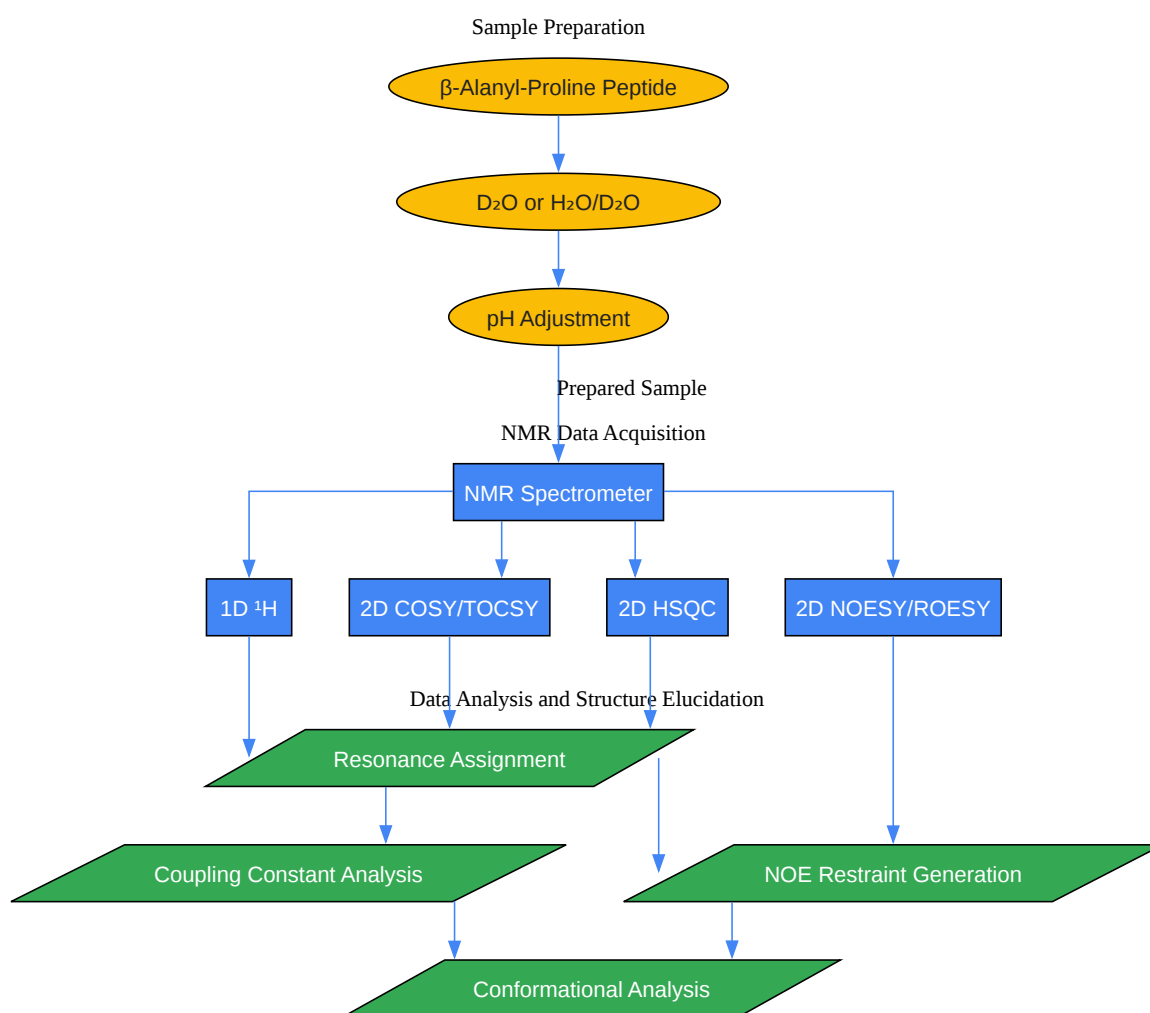 Sample Preparation
β-Alanyl-Proline Peptide
D₂O or H₂O/D₂O
pH Adjustment
Prepared Sample
NMR Data Acquisition
NMR Spectrometer
1D ¹H
2D COSY/TOCSY
2D HSQC
2D NOESY/ROESY
Data Analysis and Structure Elucidation
Resonance Assignment
Coupling Constant Analysis
NOE Restraint Generation
Conformational Analysis